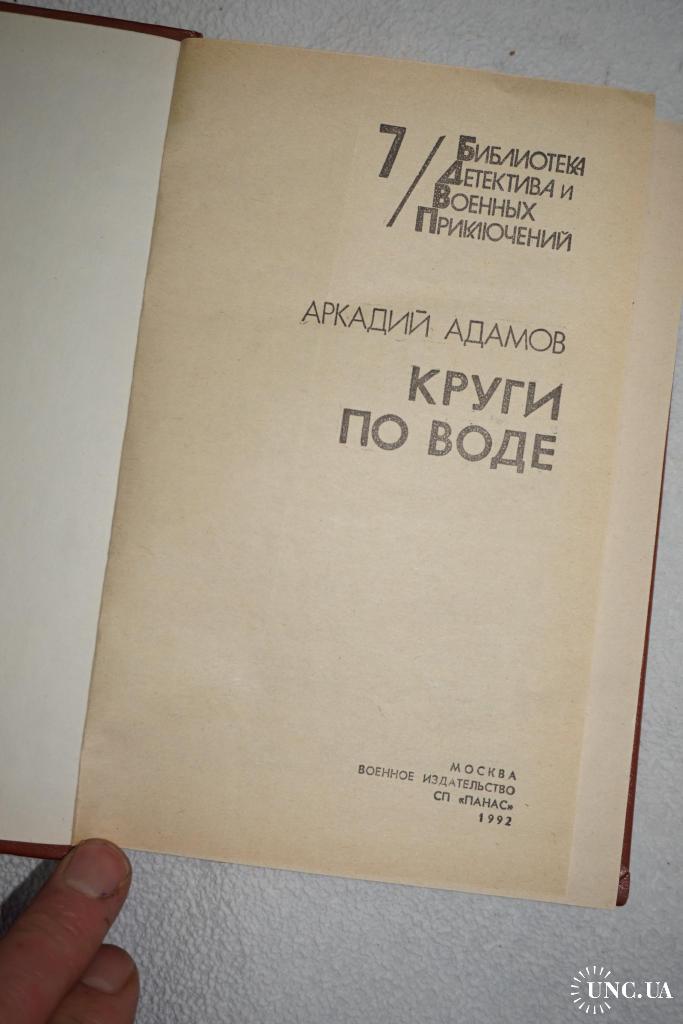 7/ Библиотека
Детектива и
Военных
Приключений
АРКАДИЙ АДАМОВ
КРУГИ
ПО ВОДЕ
МОСКВА
ВОЕННОЕ ИЗДАТЕЛЬСТВО
СП «ПАНАС»
1992
UNC.UA